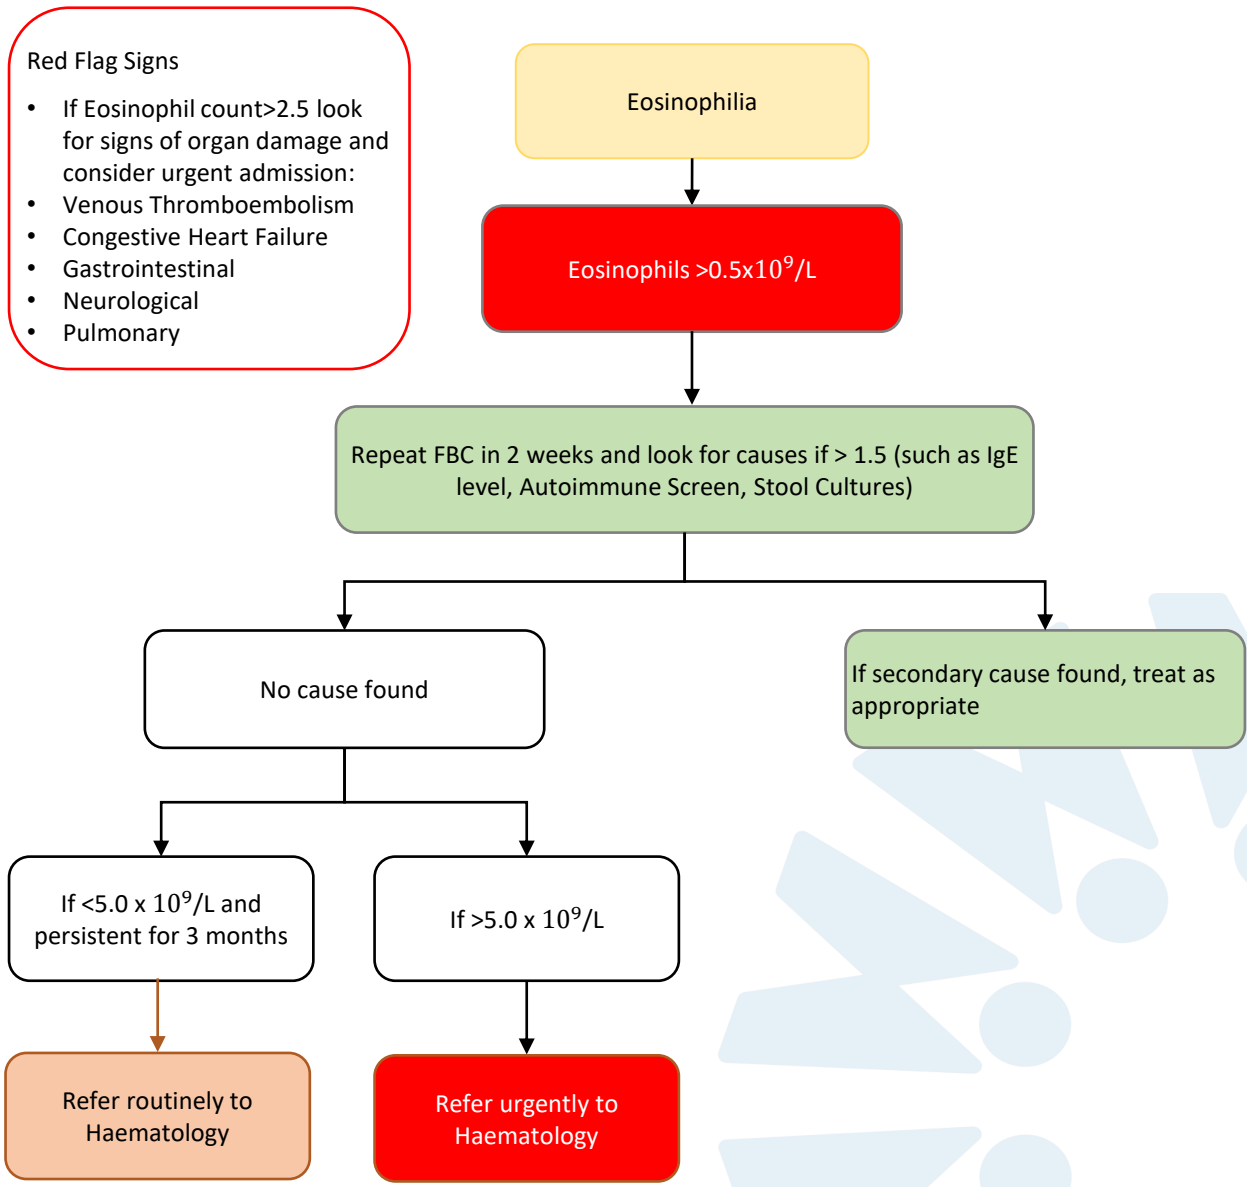 Red Flag Signs
• If Eosinophil count>2.5 look
for signs of organ damage and
consider urgent admission:
• Venous Thromboembolism
• Congestive Heart Failure
• Gastrointestinal
• Neurological
• Pulmonary
Eosinophilia
Eosinophils >0.5x10⁹/L
Repeat FBC in 2 weeks and look for causes if > 1.5 (such as IgE
level, Autoimmune Screen, Stool Cultures)
No cause found
If secondary cause found, treat as
appropriate
If <5.0 x 10⁹/L and
persistent for 3 months
If >5.0 x 10⁹/L
Refer routinely to
Haematology
Refer urgently to
Haematology